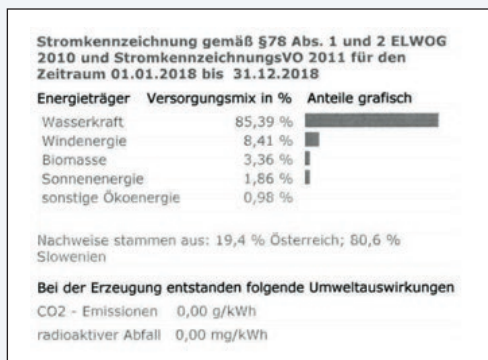 Stromkennzeichnung gemäß §78 Abs. 1 und 2 ELWOG
2010 und StromkennzeichnungsVO 2011 für den
Zeitraum 01.01.2018 bis 31.12.2018
Energieträger Versorgungsmix in % Anteile grafisch
Wasserkraft 85,39 %
Windenergie 8,41 %
Biomasse 3,36 %
Sonnenenergie 1,86 %
sonstige Ökoenergie 0,98 %
Nachweise stammen aus: 19,4 % Österreich; 80,6 %
Slowenien
Bei der Erzeugung entstanden folgende Umweltauswirkungen
CO2 - Emissionen 0,00 g/kWh
radioaktiver Abfall 0,00 mg/kWh